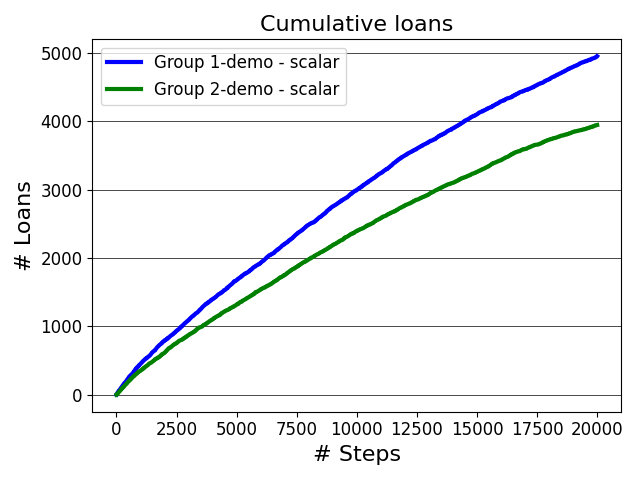 Cumulative loans
5000
4000
3000
2000
1000
0
# Loans
Group 1-demo - scalar
Group 2-demo - scalar
0 2500 5000 7500 10000 12500 15000 17500 20000
# Steps